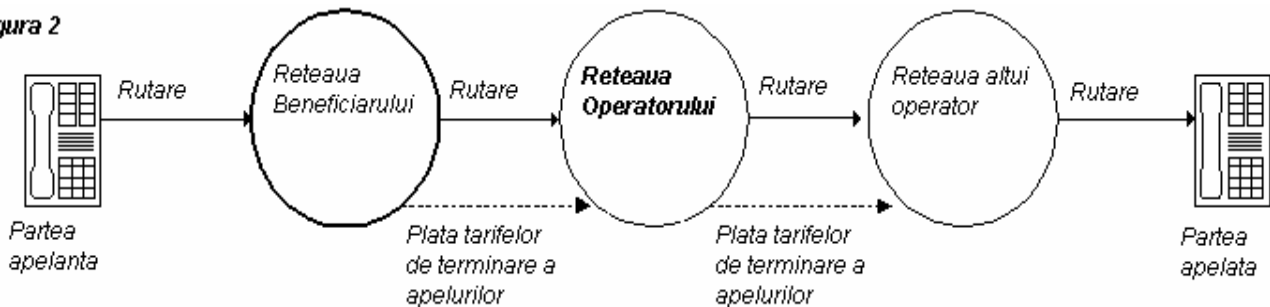 gura 2
Rutare
Reteaua
Beneficiarului
Rutare
Reteaua
Operatorului
Rutare
Reteaua altui
operator
Rutare
Partea
apelanta
Plata tarifelor
de terminare a
apelurilor
Plata tarifelor
de terminare a
apelurilor
Partea
apelata